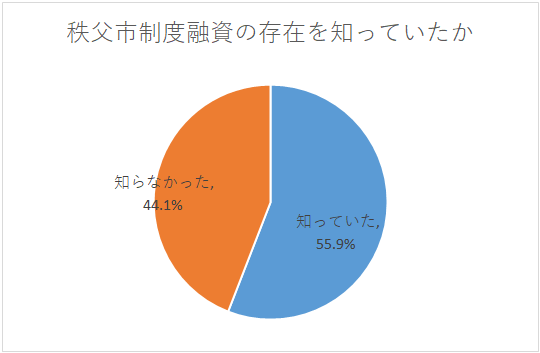 秩父市制度融資の存在を知っていたか
知らなかった,
44.1%
知っていた,
55.9%